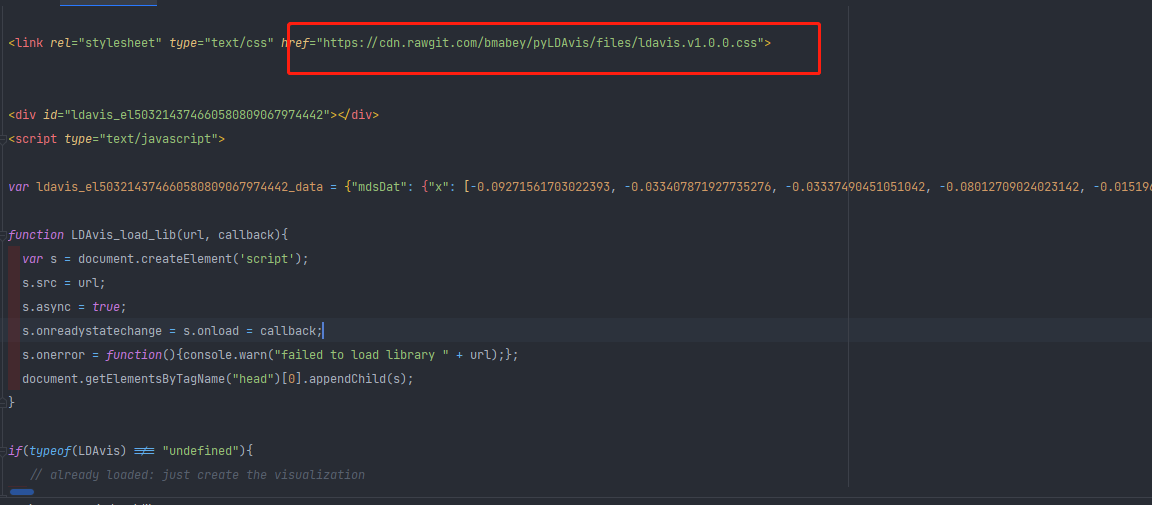 <link rel="stylesheet" type="text/css" href="https://cdn.rawgit.com/bmabey/pyLDAvis/files/ldavis.v1.0.0.css">
<div id="ldavis_el503214374660580809067974442"></div>
<script type="text/javascript">
var ldavis_el503214374660580809067974442_data = {"mdsDat": {"x": [-0.09271561703022393, -0.033407871927735276, -0.03337490451051042, -0.08012709024023142, -0.01519
function LDAvis_load_lib(url, callback){
var s = document.createElement('script');
s.src = url;
s.async = true;
s.onreadystatechange = s.onload = callback;
s.onerror = function(){console.warn("failed to load library " + url);};
document.getElementsByTagName("head")[0].appendChild(s);
}
if(typeof(LDAvis) !== "undefined"){
// already loaded: just create the visualization